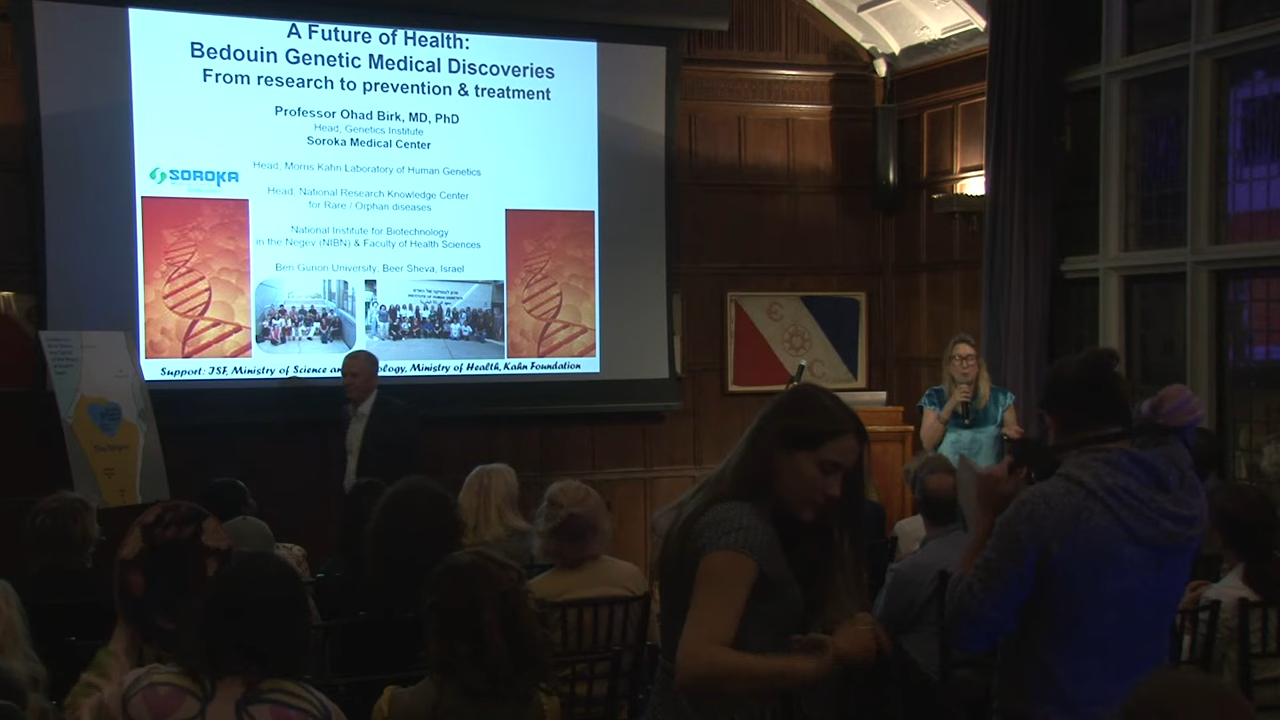 A Future of Health:
Bedouin Genetic Medical Discoveries
From research to prevention & treatment
Professor Ohad Birk, MD, PhD
Head, Genetics Institute
Soroka Medical Center
SOROKA
Head, Morris Kahn Laboratory of Human Genetics
Head, National Research Knowledge Center
for Rare / Orphan diseases
National Institute for Biotechnology
in the Negev (NIBN) & Faculty of Health Sciences
Ben Gurion University, Beer Sheva, Israel
Support: ISF, Ministry of Science an ology, Ministry of Health, Kahn Foundation
E
C